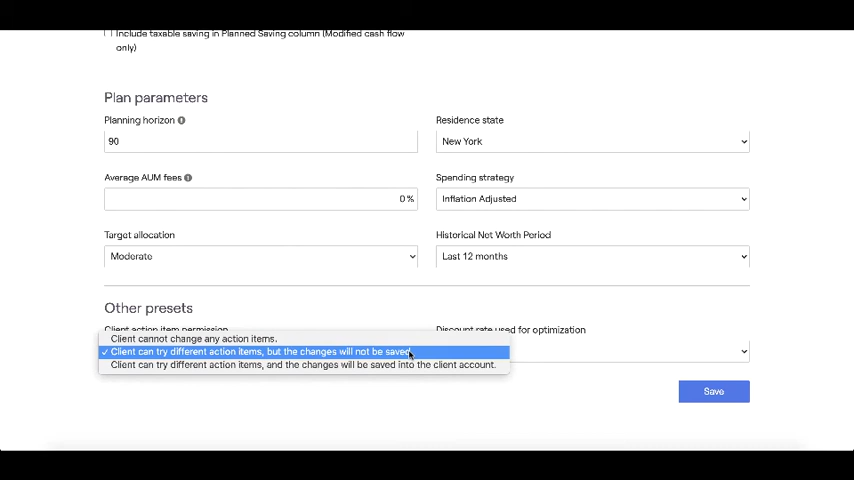 Include taxable saving in Planned Saving column (Modified cash flow
only)
Plan parameters
Planning horizon
Residence state
90
New York
Average AUM fees
Spending strategy
0 %
Inflation Adjusted
Target allocation
Historical Net Worth Period
Moderate
Last 12 months
Other presets
Client action item permission
Discount rate used for optimization
Client cannot change any action items.
✓ Client can try different action items, but the changes will not be saved.
Client can try different action items, and the changes will be saved into the client account.
Save